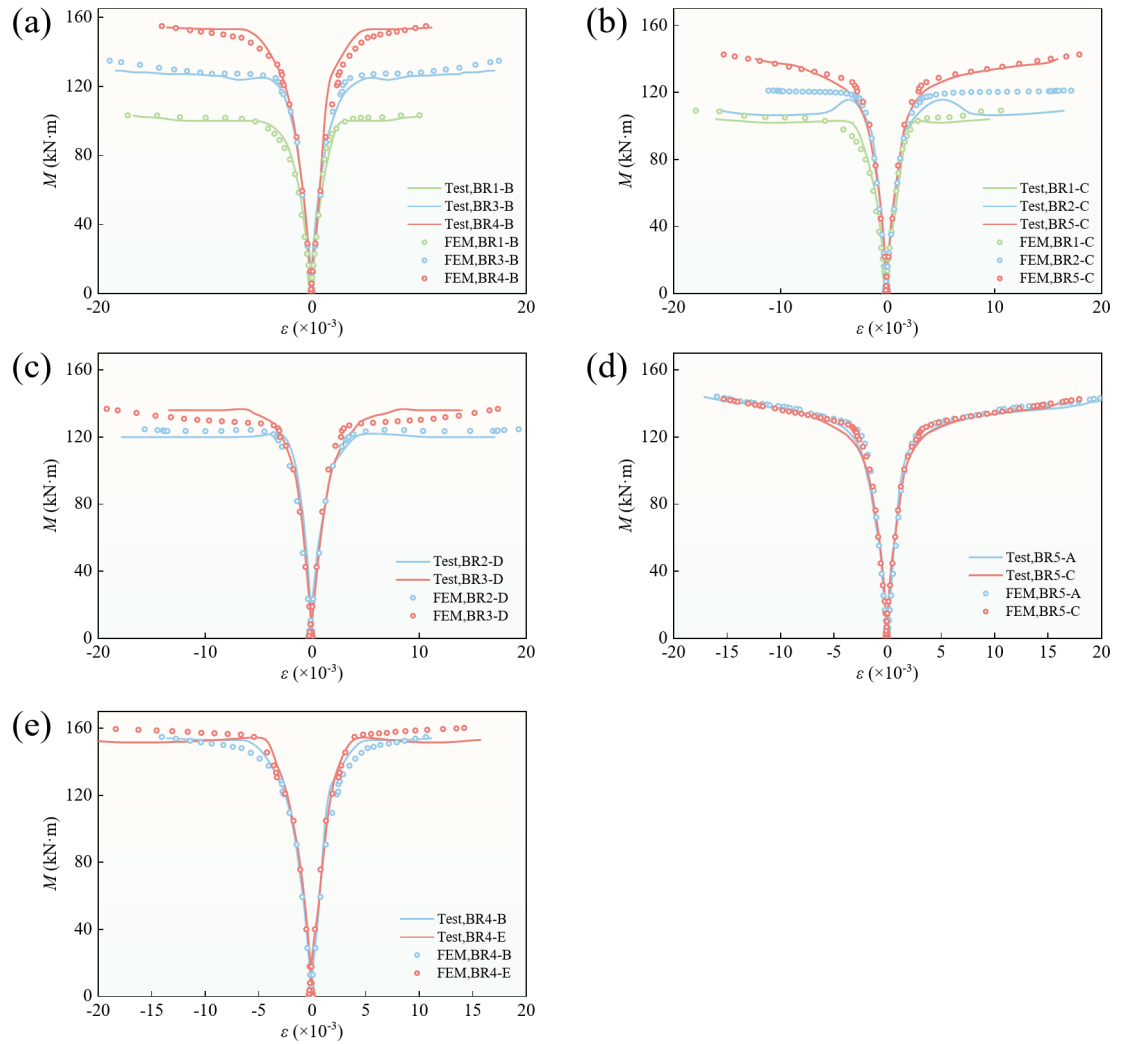 (a)
160
120
80
40
0
M (kN·m)
Test,BR1-B
Test,BR3-B
Test,BR4-B
FEM,BR1-B
FEM,BR3-B
FEM,BR4-B
-20 -10 0 10 20
ε (×10⁻³)
(b)
160
120
80
40
0
M (kN·m)
Test,BR1-C
Test,BR2-C
Test,BR5-C
FEM,BR1-C
FEM,BR2-C
FEM,BR5-C
-20 -10 0 10 20
ε (×10⁻³)
(c)
160
120
80
40
0
M (kN·m)
Test,BR2-D
Test,BR3-D
FEM,BR2-D
FEM,BR3-D
-20 -10 0 10 20
ε (×10⁻³)
(d)
160
120
80
40
0
M (kN·m)
Test,BR5-A
Test,BR5-C
FEM,BR5-A
FEM,BR5-C
-20 -15 -10 -5 0 5 10 15 20
ε (×10⁻³)
(e)
160
120
80
40
0
M (kN·m)
Test,BR4-B
Test,BR4-E
FEM,BR4-B
FEM,BR4-E
-20 -15 -10 -5 0 5 10 15 20
ε (×10⁻³)